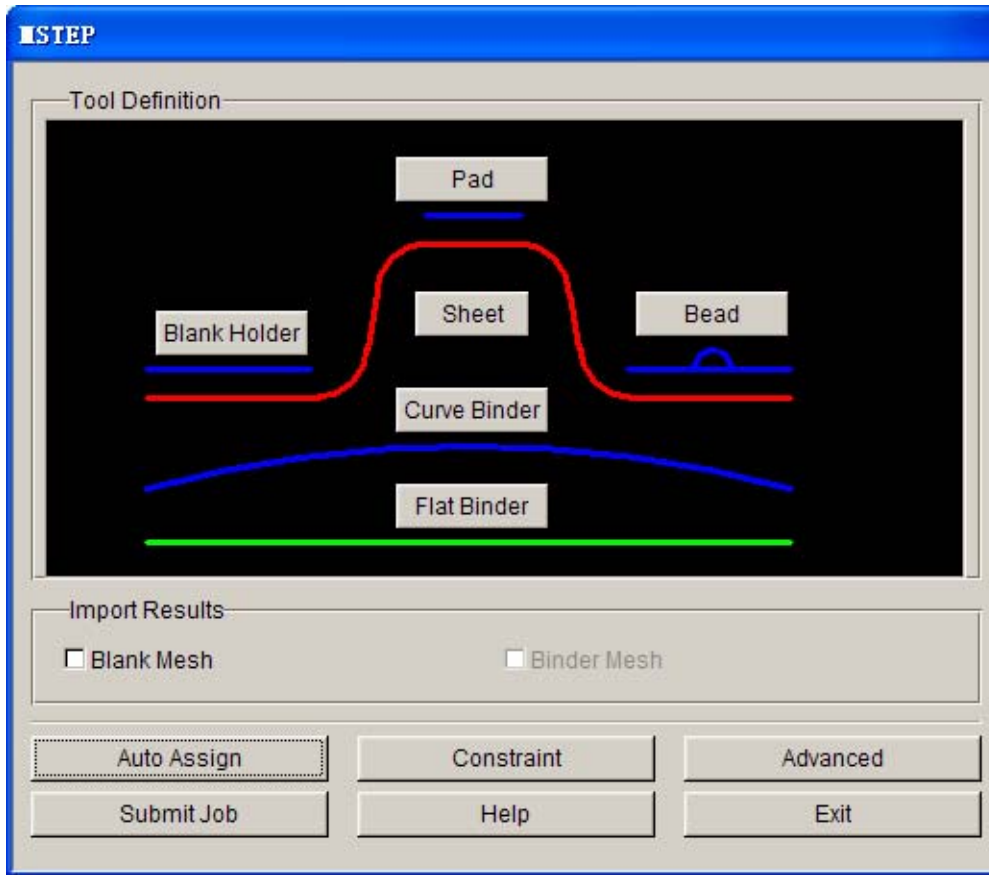 MSTEP
Tool Definition
Pad
Sheet
Bead
Blank Holder
Curve Binder
Flat Binder
Import Results
Blank Mesh
Binder Mesh
Auto Assign
Constraint
Advanced
Submit Job
Help
Exit